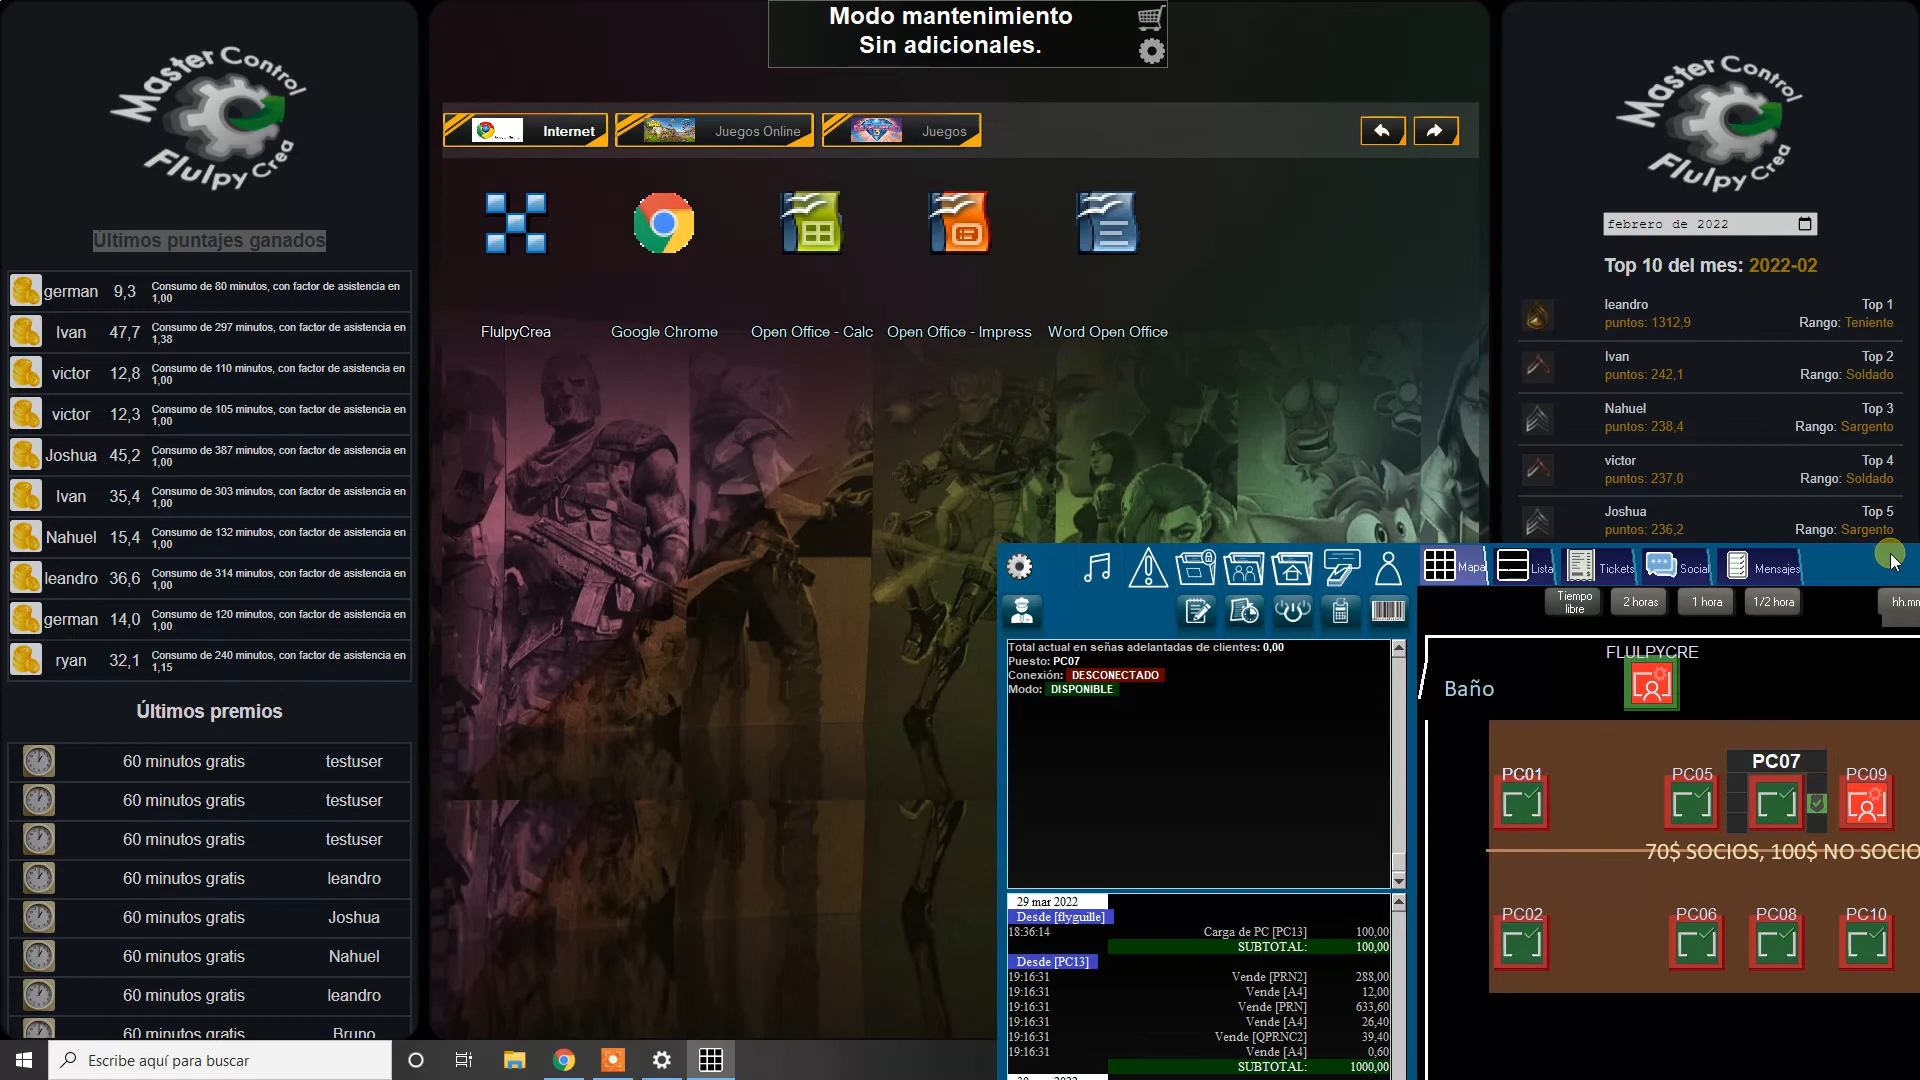 Master Control
Flulpy Crea
Últimos puntajes ganados
german 9,3 Consumo de 80 minutos, con factor de asistencia en 1,00
Ivan 47,7 Consumo de 297 minutos, con factor de asistencia en 1,38
victor 12,8 Consumo de 110 minutos, con factor de asistencia en 1,00
victor 12,3 Consumo de 105 minutos, con factor de asistencia en 1,00
Joshua 45,2 Consumo de 387 minutos, con factor de asistencia en 1,00
Ivan 35,4 Consumo de 303 minutos, con factor de asistencia en 1,00
Nahuel 15,4 Consumo de 132 minutos, con factor de asistencia en 1,00
leandro 36,6 Consumo de 314 minutos, con factor de asistencia en 1,00
german 14,0 Consumo de 120 minutos, con factor de asistencia en 1,00
ryan 32,1 Consumo de 240 minutos, con factor de asistencia en 1,15
Últimos premios
60 minutos gratis testuser
60 minutos gratis testuser
60 minutos gratis testuser
60 minutos gratis leandro
60 minutos gratis Joshua
60 minutos gratis Nahuel
60 minutos gratis leandro
60 minutos gratis Bruno
Modo mantenimiento
Sin adicionales.
Internet Juegos Online Juegos
FlulpyCrea Google Chrome Open Office - Calc Open Office - Impress Word Open Office
Master Control
Flulpy Crea
febrero de 2022
Top 10 del mes: 2022-02
leandro Top 1
puntos: 1312,9 Rango: Teniente
Ivan Top 2
puntos: 242,1 Rango: Soldado
Nahuel Top 3
puntos: 238,4 Rango: Sargento
victor Top 4
puntos: 237,0 Rango: Soldado
Joshua Top 5
puntos: 236,2 Rango: Sargento
Mapa Lista Tickets Social Mensajes
Tiempo libre 2 horas 1 hora 1/2 hora hh.mm
Total actual en señas adelantadas de clientes: 0,00
Puesto: PC07
Conexión: DESCONECTADO
Modo: DISPONIBLE
29 mar 2022
Desde [flyguille]
18:36:14 Carga de PC [PC13] 100,00
SUBTOTAL: 100,00
Desde [PC13]
19:16:31 Vende [PRN2] 288,00
19:16:31 Vende [A4] 12,00
19:16:31 Vende [PRN] 633,60
19:16:31 Vende [A4] 26,40
19:16:31 Vende [QPRNC2] 39,40
19:16:31 Vende [A4] 0,60
SUBTOTAL: 1000,00
FLULPYCRE
Baño
PC01 PC05 PC07 PC09
70$ SOCIOS, 100$ NO SOCIO
PC02 PC06 PC08 PC10
Escribe aquí para buscar